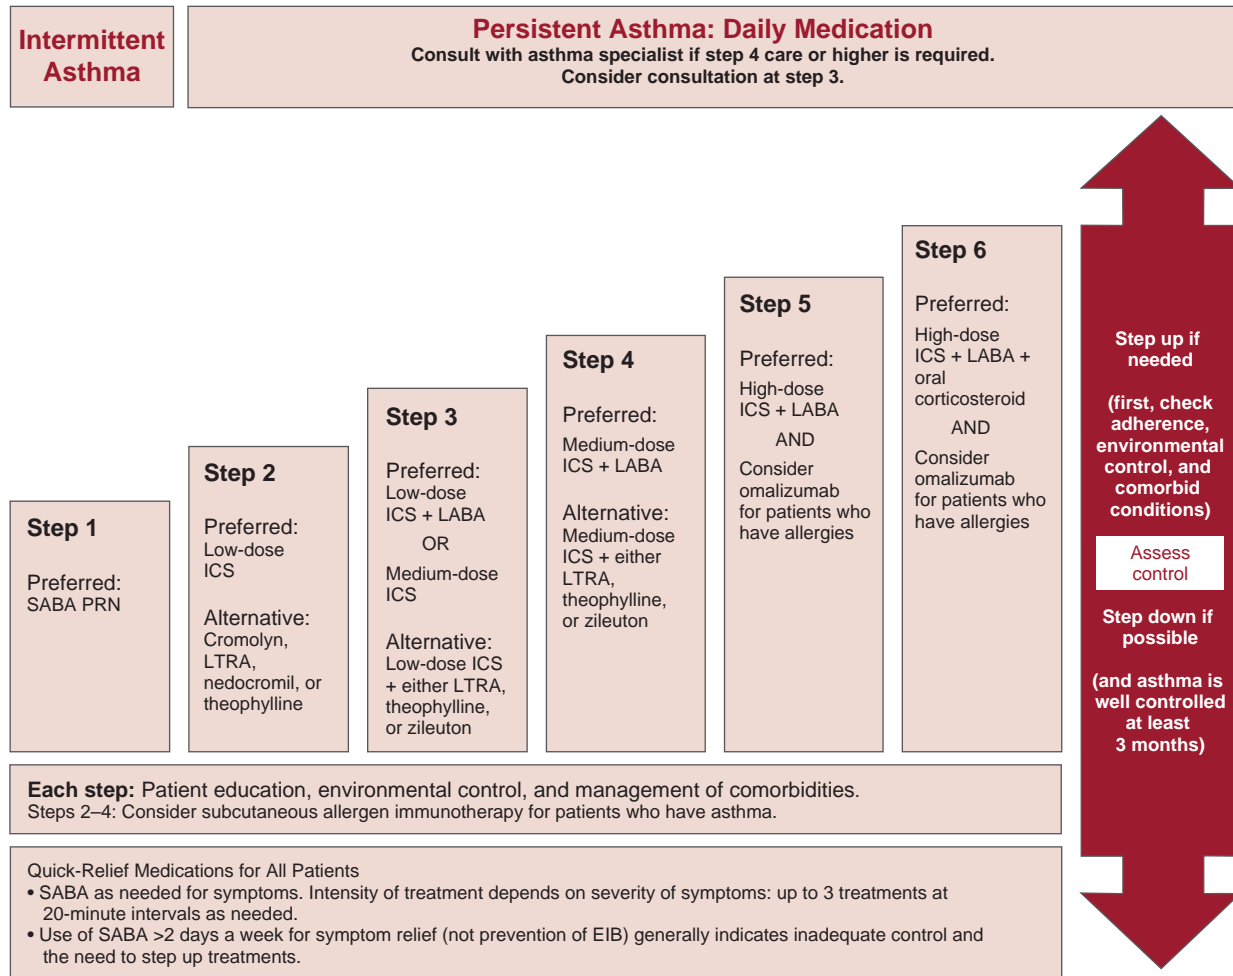 Intermittent
Asthma
Persistent Asthma: Daily Medication
Consult with asthma specialist if step 4 care or higher is required.
Consider consultation at step 3.
Step 1
Preferred:
SABA PRN
Step 2
Preferred:
Low-dose
ICS
Alternative:
Cromolyn,
LTRA,
nedocromil, or
theophylline
Step 3
Preferred:
Low-dose
ICS + LABA
OR
Medium-dose
ICS
Alternative:
Low-dose ICS
+ either LTRA,
theophylline,
or zileuton
Step 4
Preferred:
Medium-dose
ICS + LABA
Alternative:
Medium-dose
ICS + either
LTRA,
theophylline,
or zileuton
Step 5
Preferred:
High-dose
ICS + LABA
AND
Consider
omalizumab
for patients who
have allergies
Step 6
Preferred:
High-dose
ICS + LABA +
oral
corticosteroid
AND
Consider
omalizumab
for patients who
have allergies
Step up if
needed
(first, check
adherence,
environmental
control, and
comorbid
conditions)
Assess
control
Step down if
possible
(and asthma is
well controlled
at least
3 months)
Each step: Patient education, environmental control, and management of comorbidities.
Steps 2–4: Consider subcutaneous allergen immunotherapy for patients who have asthma.
Quick-Relief Medications for All Patients
• SABA as needed for symptoms. Intensity of treatment depends on severity of symptoms: up to 3 treatments at
20-minute intervals as needed.
• Use of SABA >2 days a week for symptom relief (not prevention of EIB) generally indicates inadequate control and
the need to step up treatments.